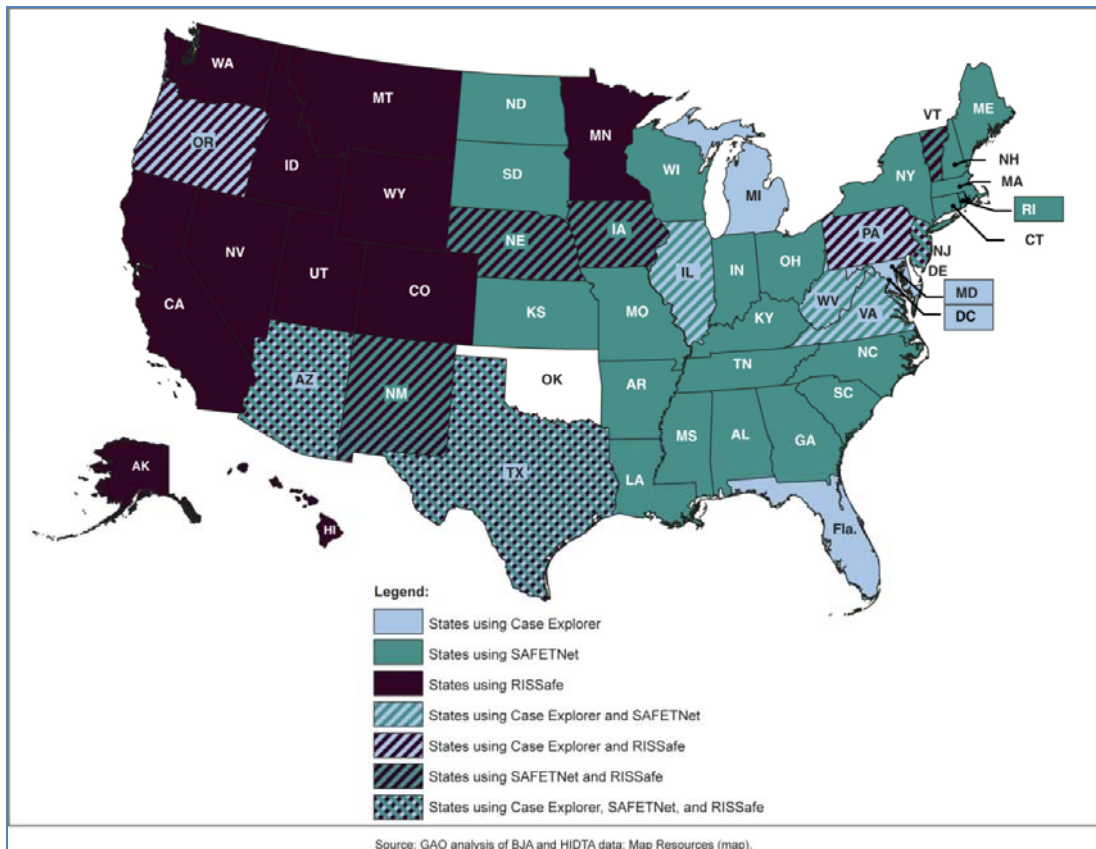 WA
MT
ND
MN
ME
VT
OR
ID
SD
WI
NY
NH
WY
MI
MA
RI
NE
IA
PA
CT
NV
NJ
OH
DE
UT
IL
IN
MD
CA
CO
WV
DC
KS
MO
VA
KY
NC
TN
AZ
OK
NM
AR
SC
MS
AL
GA
TX
AK
LA
Fla.
HI
Legend:
States using Case Explorer
States using SAFETNet
States using RISSafe
States using Case Explorer and SAFETNet
States using Case Explorer and RISSafe
States using SAFETNet and RISSafe
States using Case Explorer, SAFETNet, and RISSafe
Source: GAO analysis of BJA and HIDTA data; Map Resources (map).